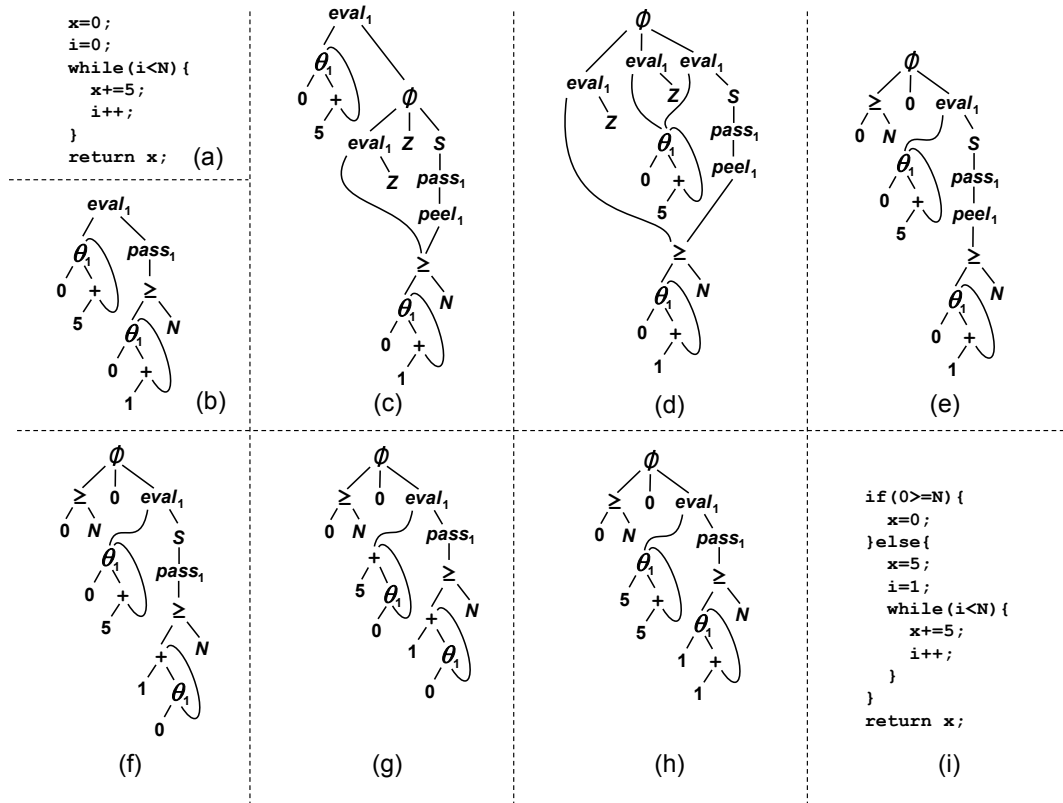 x=0;
i=0;
while(i<N){
x+=5;
i++;
}
return x;
(a)
eval₁
θ₁ pass₁
0 + ≥
5 θ₁ N
0 +
1
(b)
eval₁
θ₁
0 + ∅
5 eval₁ Z S
Z pass₁
peel₁
≥
θ₁ N
0 +
1
(c)
∅
eval₁ eval₁ eval₁
Z Z S
θ₁ pass₁
0 + peel₁
5
≥
θ₁ N
0 +
1
(d)
∅
≥ 0 eval₁
0 N S
θ₁ pass₁
0 + peel₁
5 ≥
θ₁ N
0 +
1
(e)
∅
≥ 0 eval₁
0 N S
θ₁ pass₁
0 + ≥
5 + N
1 θ₁
0
(f)
∅
≥ 0 eval₁
0 N pass₁
+ ≥
5 θ₁ + N
0 1 θ₁
0
(g)
∅
≥ 0 eval₁
0 N pass₁
θ₁ ≥
5 + θ₁ N
5 1 +
1
(h)
if(0>=N){
x=0;
}else{
x=5;
i=1;
while(i<N){
x+=5;
i++;
}
}
return x;
(i)